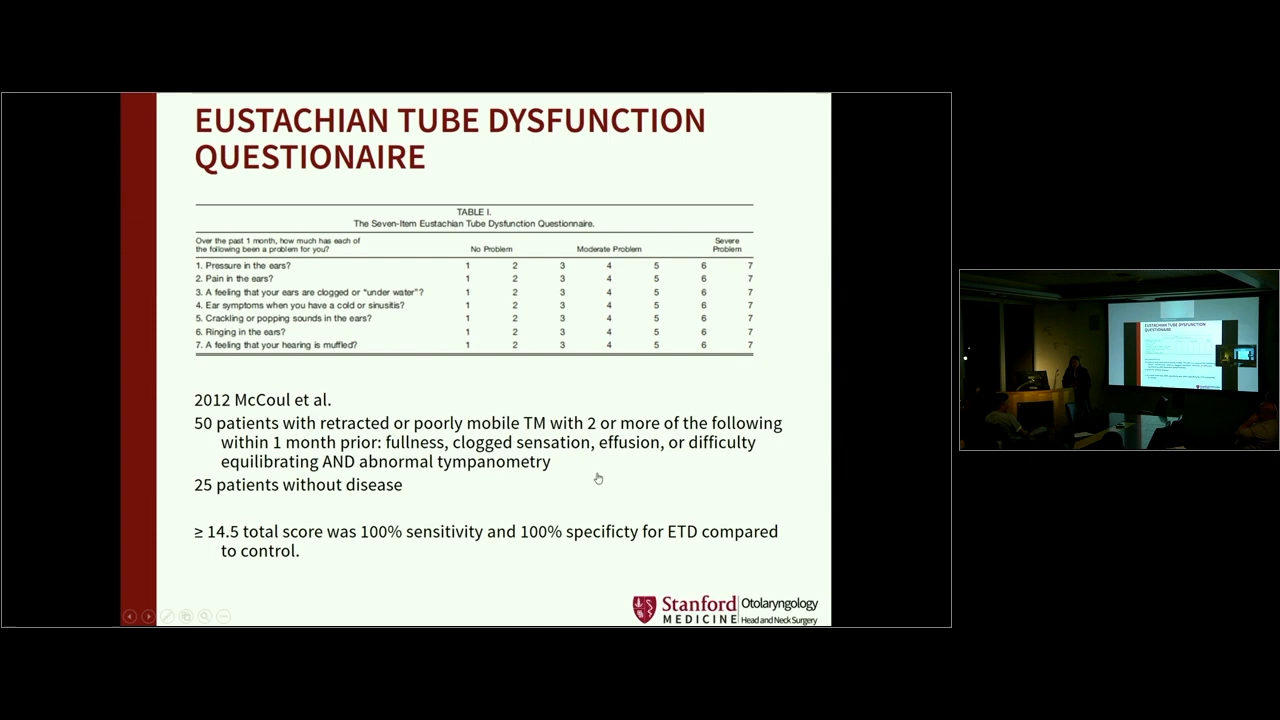 EUSTACHIAN TUBE DYSFUNCTION
QUESTIONAIRE
TABLE I.
The Seven-Item Eustachian Tube Dysfunction Questionnaire.
Over the past 1 month, how much has each of
the following been a problem for you? No Problem Moderate Problem Severe Problem
1. Pressure in the ears? 1 2 3 4 5 6 7
2. Pain in the ears? 1 2 3 4 5 6 7
3. A feeling that your ears are clogged or "under water"? 1 2 3 4 5 6 7
4. Ear symptoms when you have a cold or sinusitis? 1 2 3 4 5 6 7
5. Crackling or popping sounds in the ears? 1 2 3 4 5 6 7
6. Ringing in the ears? 1 2 3 4 5 6 7
7. A feeling that your hearing is muffled? 1 2 3 4 5 6 7
2012 McCoul et al.
50 patients with retracted or poorly mobile TM with 2 or more of the following
within 1 month prior: fullness, clogged sensation, effusion, or difficulty
equilibrating AND abnormal tympanometry
25 patients without disease
≥ 14.5 total score was 100% sensitivity and 100% specificty for ETD compared
to control.
Stanford MEDICINE
Otolaryngology
Head and Neck Surgery
EUSTACHIAN TUBE DYSFUNCTION
QUESTIONAIRE